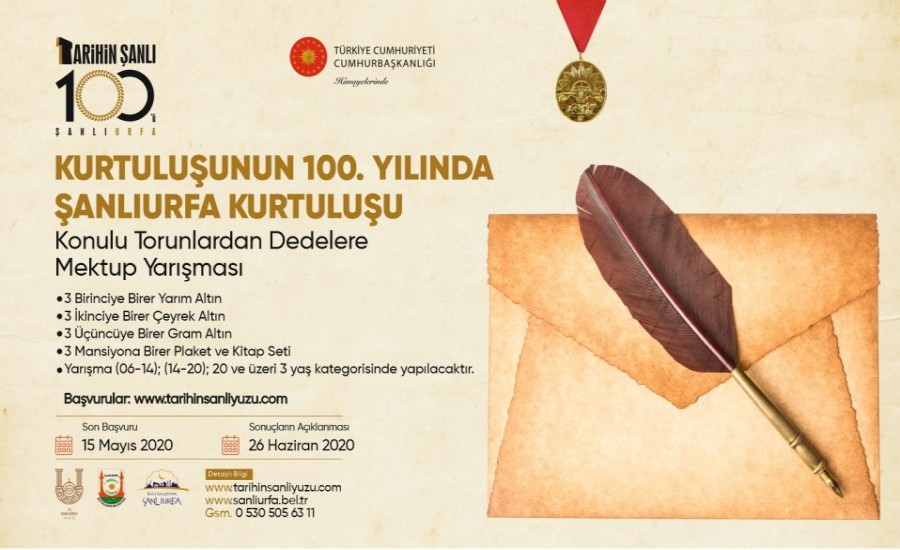 TARİHİN ŞANLI
100.
ŞANLIURFA
TÜRKİYE CUMHURİYETİ
CUMHURBAŞKANLIĞI
Himayelerinde
KURTULUŞUNUN 100. YILINDA
ŞANLIURFA KURTULUŞU
Konulu Torunlardan Dedelere
Mektup Yarışması
• 3 Birinciye Birer Yarım Altın
• 3 İkinciye Birer Çeyrek Altın
• 3 Üçüncüye Birer Gram Altın
• 3 Mansiyona Birer Plaket ve Kitap Seti
• Yarışma (06-14); (14-20); 20 ve üzeri 3 yaş kategorisinde yapılacaktır.
Başvurular: www.tarihinsanliyuzu.com
Son Başvuru
15 Mayıs 2020
Sonuçların Açıklanması
26 Haziran 2020
Detaylı Bilgi
www.tarihinsanliyuzu.com
www.sanliurfa.bel.tr
Gsm. 0 530 505 63 11
ŞANLIURFA